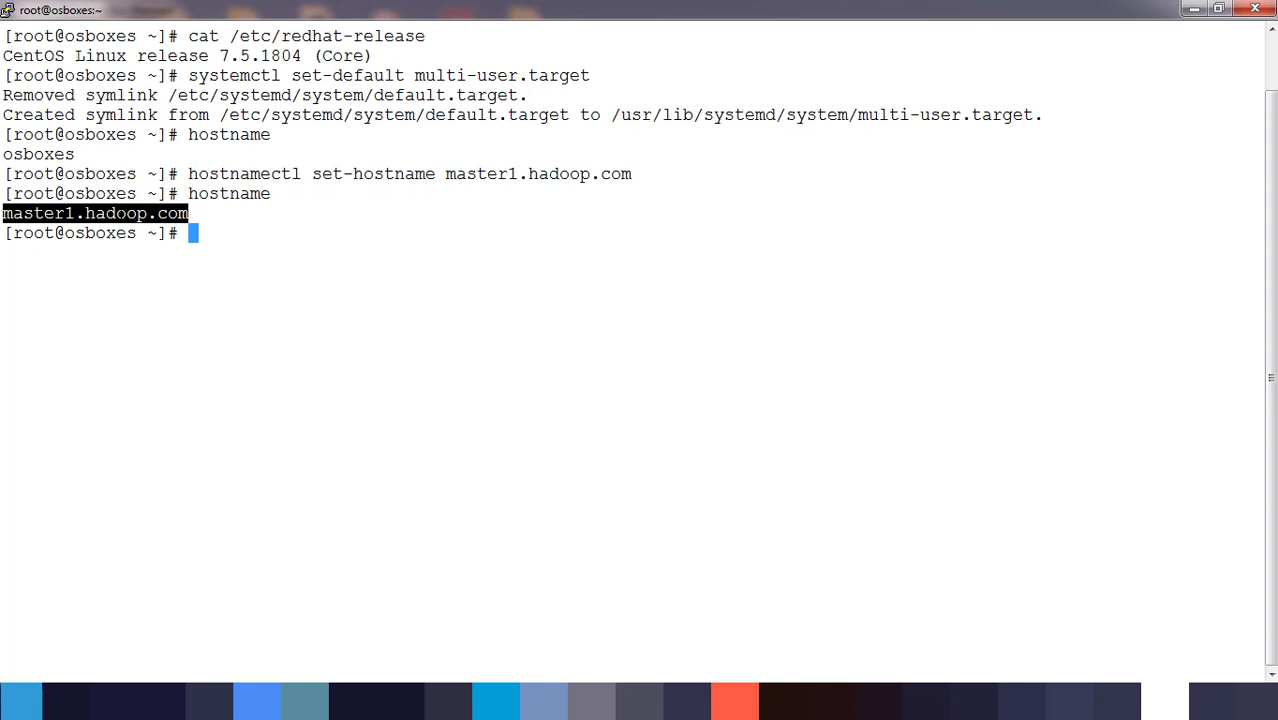 root@osboxes:~
[root@osboxes ~]# cat /etc/redhat-release
CentOS Linux release 7.5.1804 (Core)
[root@osboxes ~]# systemctl set-default multi-user.target
Removed symlink /etc/systemd/system/default.target.
Created symlink from /etc/systemd/system/default.target to /usr/lib/systemd/system/multi-user.target.
[root@osboxes ~]# hostname
osboxes
[root@osboxes ~]# hostnamectl set-hostname master1.hadoop.com
[root@osboxes ~]# hostname
master1.hadoop.com
[root@osboxes ~]#